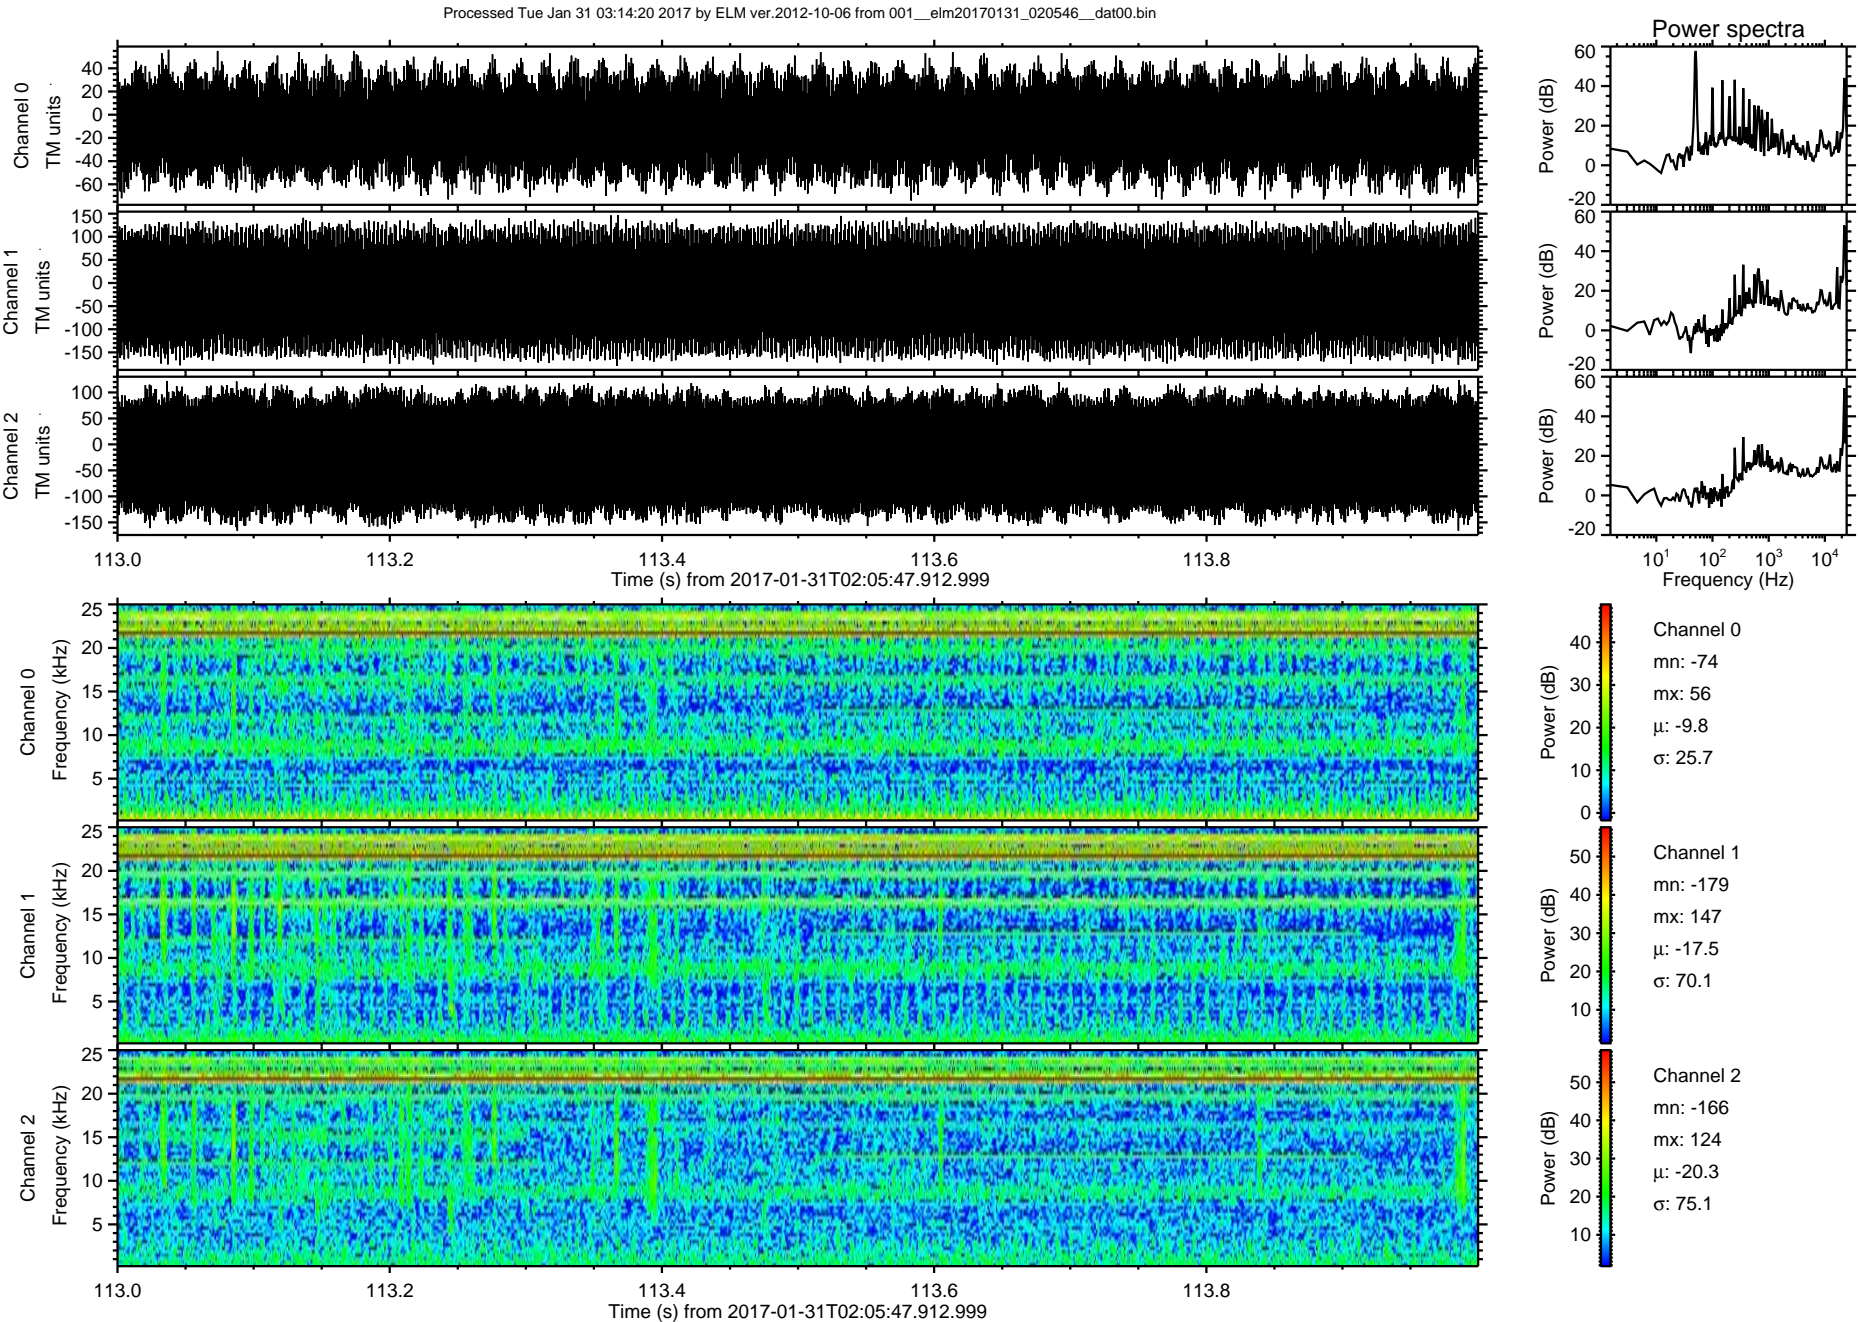 Processed Tue Jan 31 03:14:20 2017 by ELM ver.2012-10-06 from 001__elm20170131_020546__dat00.bin
Power spectra
Channel 0
TM units
40
20
0
-20
-40
-60
Power (dB)
60
40
20
0
-20
Channel 1
TM units
150
100
50
0
-50
-100
-150
Power (dB)
60
40
20
0
-20
Channel 2
TM units
100
50
0
-50
-100
-150
Power (dB)
60
40
20
0
-20
113.0 113.2 113.4 113.6 113.8
Time (s) from 2017-01-31T02:05:47.912.999
10^1 10^2 10^3 10^4
Frequency (Hz)
Channel 0
Frequency (kHz)
25
20
15
10
5
Power (dB)
40
30
20
10
0
Channel 0
mn: -74
mx: 56
μ: -9.8
σ: 25.7
Channel 1
Frequency (kHz)
25
20
15
10
5
Power (dB)
50
40
30
20
10
Channel 1
mn: -179
mx: 147
μ: -17.5
σ: 70.1
Channel 2
Frequency (kHz)
25
20
15
10
5
Power (dB)
50
40
30
20
10
Channel 2
mn: -166
mx: 124
μ: -20.3
σ: 75.1
113.0 113.2 113.4 113.6 113.8
Time (s) from 2017-01-31T02:05:47.912.999